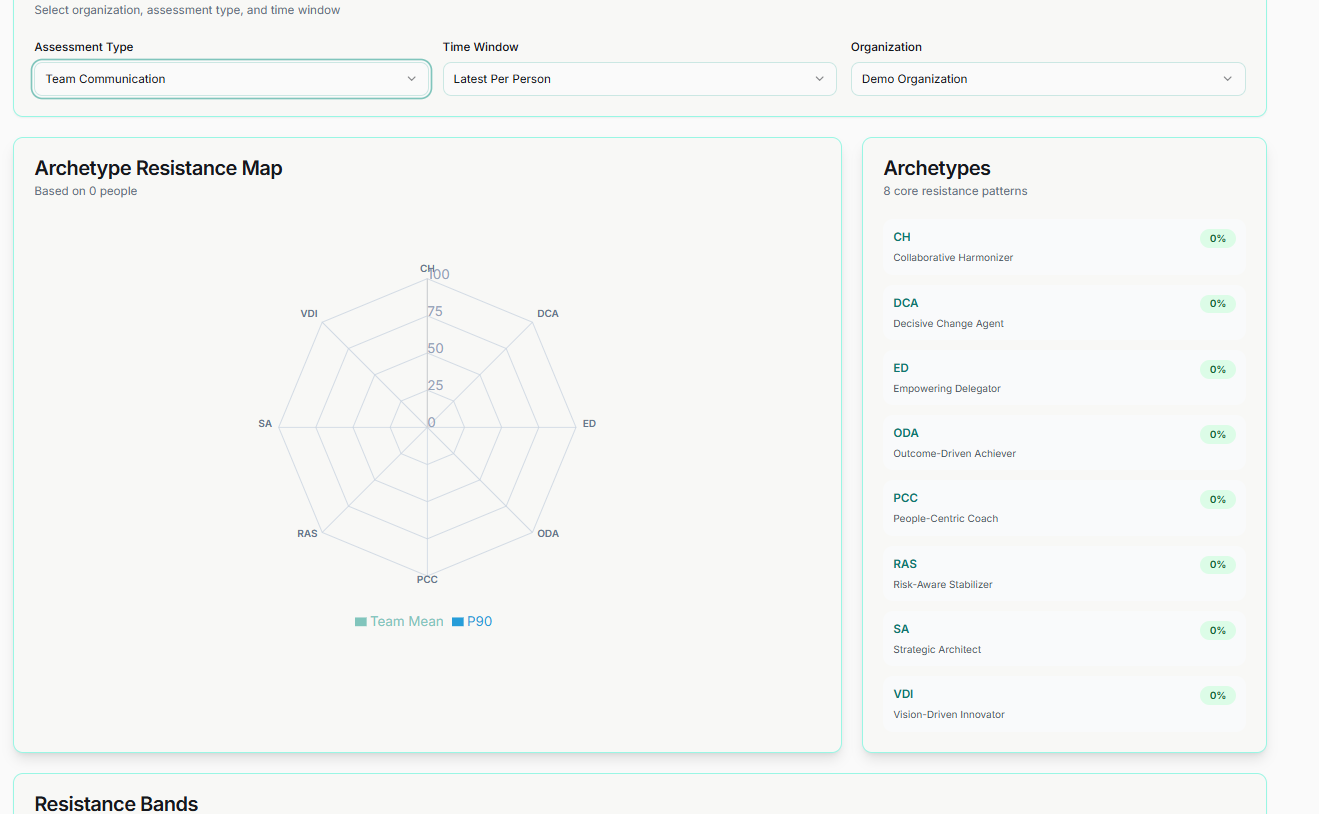 Select organization, assessment type, and time window
Assessment Type
Time Window
Organization
Team Communication
Latest Per Person
Demo Organization
Archetype Resistance Map
Based on 0 people
CH
100
75
50
25
0
DCA
ED
ODA
PCC
RAS
SA
VDI
Team Mean
P90
Archetypes
8 core resistance patterns
CH
0%
Collaborative Harmonizer
DCA
0%
Decisive Change Agent
ED
0%
Empowering Delegator
ODA
0%
Outcome-Driven Achiever
PCC
0%
People-Centric Coach
RAS
0%
Risk-Aware Stabilizer
SA
0%
Strategic Architect
VDI
0%
Vision-Driven Innovator
Resistance Bands